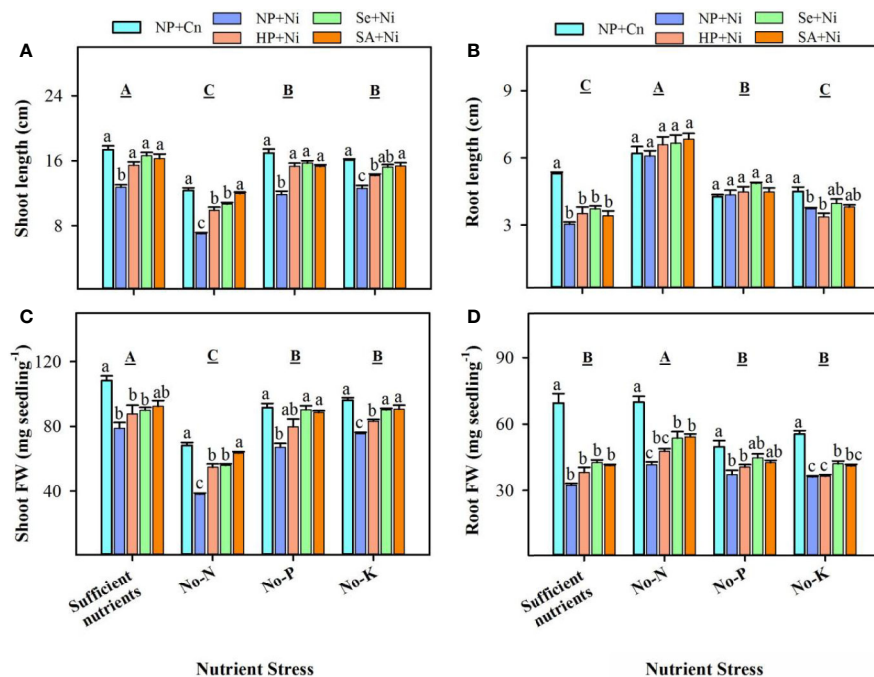 NP+Cn
NP+Ni
HP+Ni
Se+Ni
SA+Ni
A
Shoot length (cm)
24
16
8
A
C
B
B
a b a a a
a c b b a
a b a a a
a c b ab a
NP+Cn
NP+Ni
HP+Ni
Se+Ni
SA+Ni
B
Root length (cm)
9
6
3
C
A
B
C
a b b b b
a a a a a
a a a a a
a b b ab ab
C
Shoot FW (mg seedling-1)
120
80
40
A
C
B
B
a b b b ab
a c b b a
a b ab a a
a c b a a
Sufficient nutrients
No-N
No-P
No-K
Nutrient Stress
D
Root FW (mg seedling-1)
90
60
30
B
A
B
B
a b b b b
a c bc b b
a b b ab ab
a c c b bc
Sufficient nutrients
No-N
No-P
No-K
Nutrient Stress